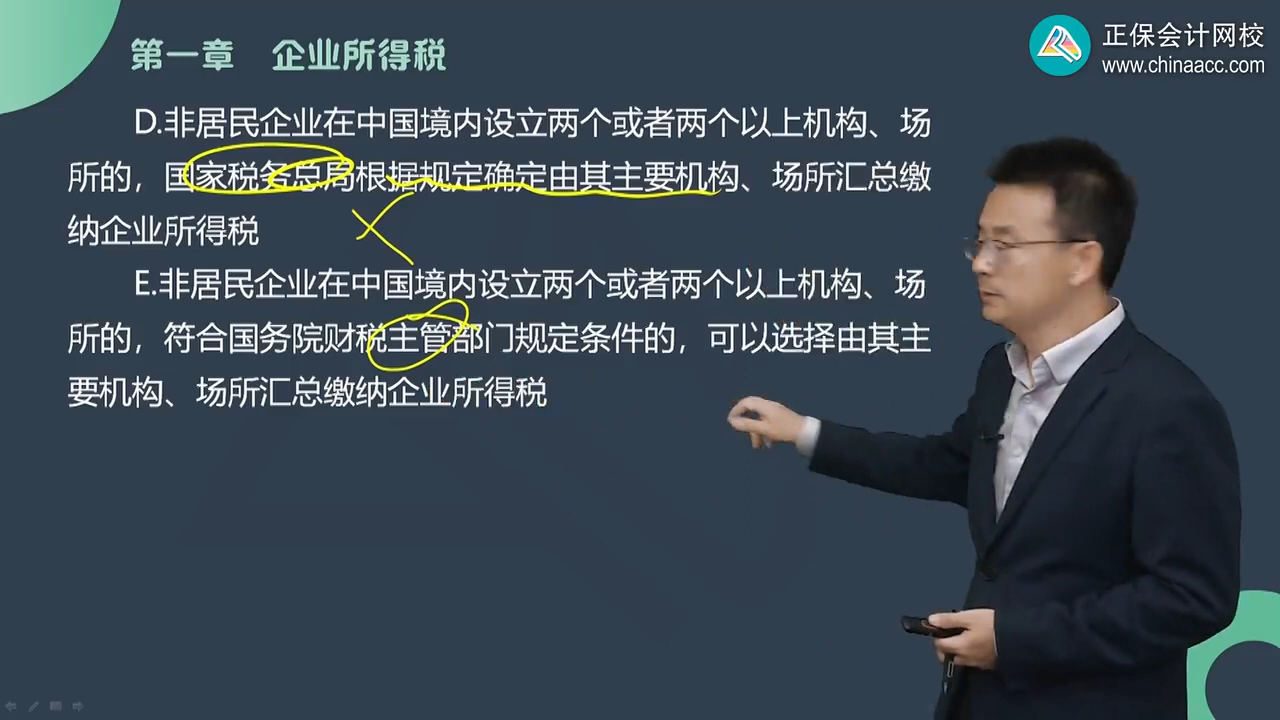 第一章 企业所得税
正保会计网校
www.chinaacc.com
D.非居民企业在中国境内设立两个或者两个以上机构、场
所的，国家税务总局根据规定确定由其主要机构、场所汇总缴
纳企业所得税
E.非居民企业在中国境内设立两个或者两个以上机构、场
所的，符合国务院财税主管部门规定条件的，可以选择由其主
要机构、场所汇总缴纳企业所得税